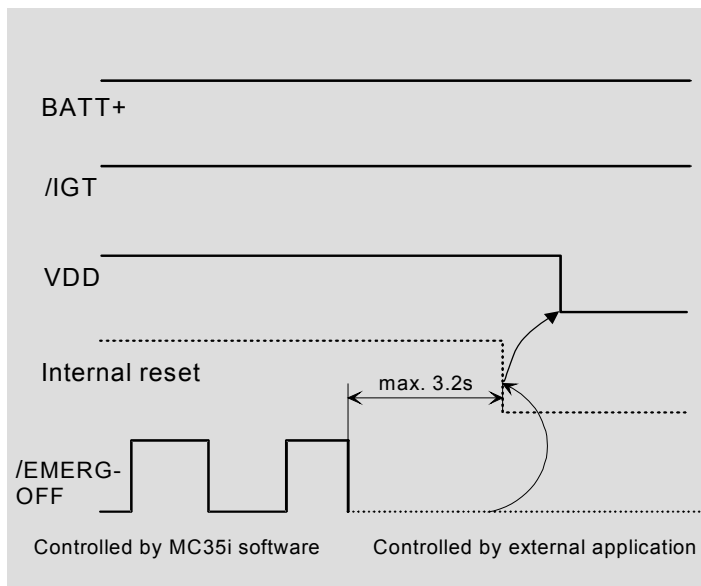 BATT+
/IGT
VDD
Internal reset
max. 3.2s
/EMERG-
OFF
Controlled by MC35i software
Controlled by external application